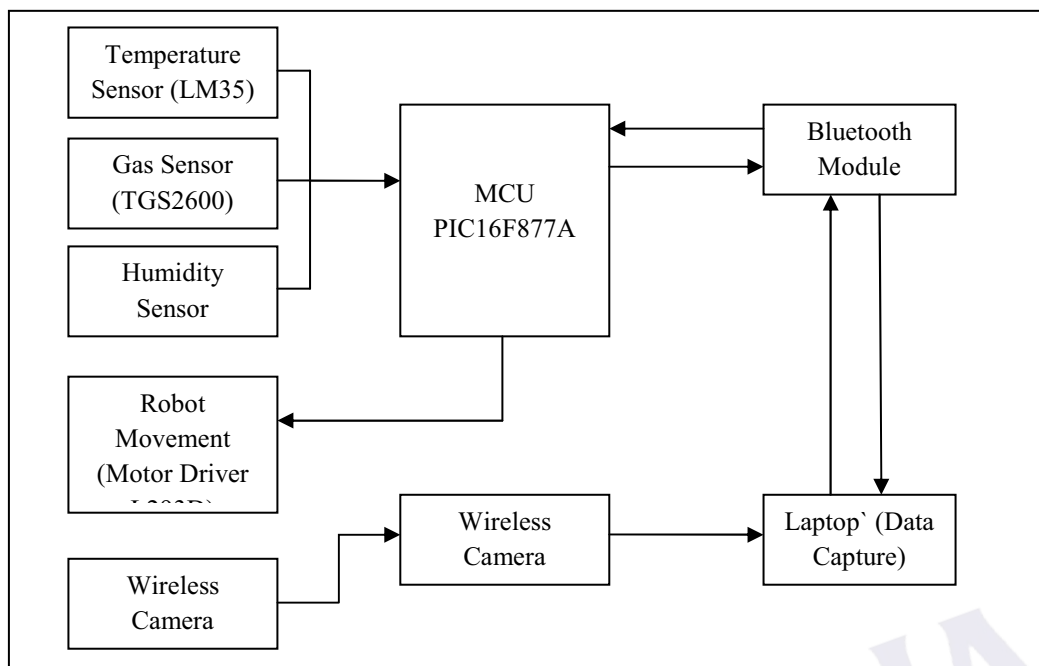 Temperature
Sensor (LM35)
Gas Sensor
(TGS2600)
Humidity
Sensor
MCU
PIC16F877A
Bluetooth
Module
Robot
Movement
(Motor Driver
Wireless
Camera
Wireless
Camera
Laptop` (Data
Capture)